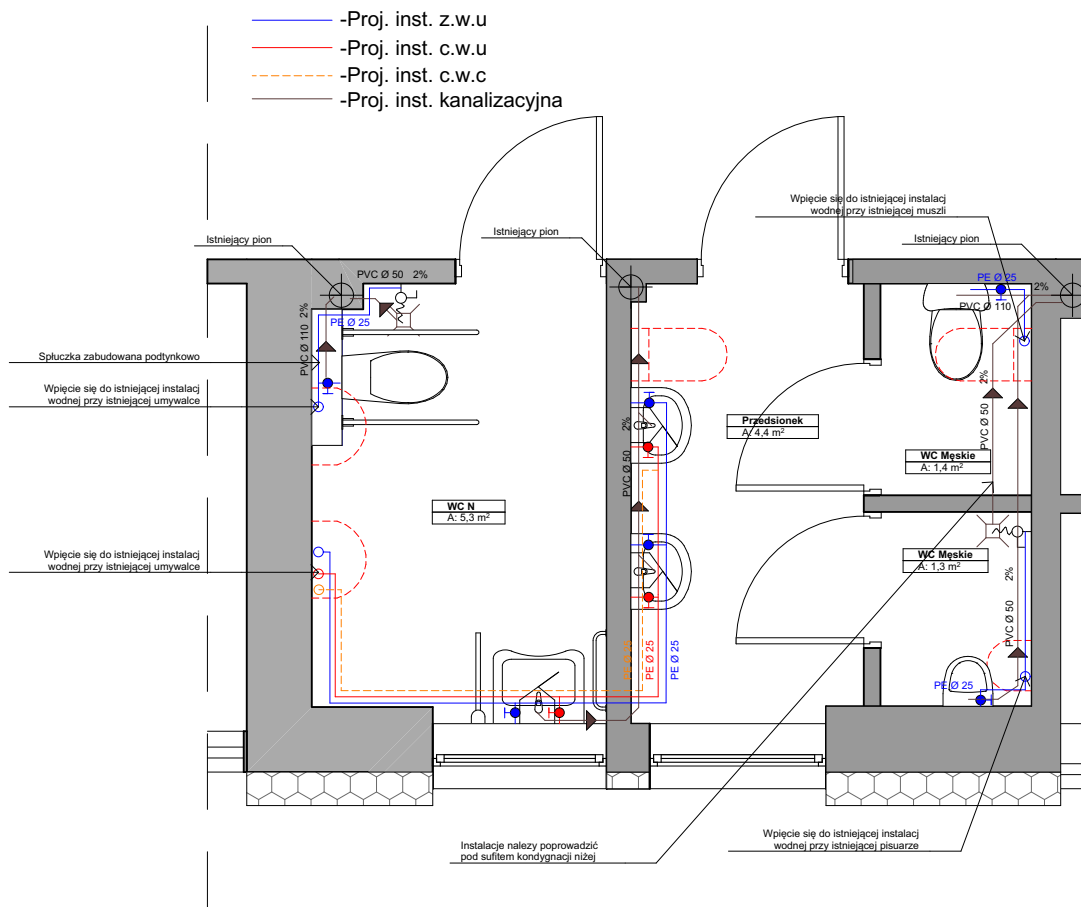 -Proj. inst. z.w.u
-Proj. inst. c.w.u
-Proj. inst. c.w.c
-Proj. inst. kanalizacyjna
Wpięcie się do istniejącej instalacj
wodnej przy istniejącej muszli
Istniejący pion
Istniejący pion
Istniejący pion
PVC Ø 50 2%
PE Ø 25
PVC Ø 110 2%
PE Ø 25
2%
PVC Ø 110
Spłuczka zabudowana podtynkowo
Wpięcie się do istniejącej instalacj
wodnej przy istniejącej umywalce
PVC Ø 50 2%
Przedsionek
A: 4,4 m²
PVC Ø 50 2%
WC Męskie
A: 1,4 m²
WC N
A: 5,3 m²
Wpięcie się do istniejącej instalacj
wodnej przy istniejącej umywalce
WC Męskie
A: 1,3 m²
PVC Ø 50 2%
PE Ø 25
PE Ø 25
PE Ø 25
PE Ø 25
Instalacje nalezy poprowadzić
pod sufitem kondygnacji niżej
Wpięcie się do istniejącej instalacj
wodnej przy istniejącej pisuarze